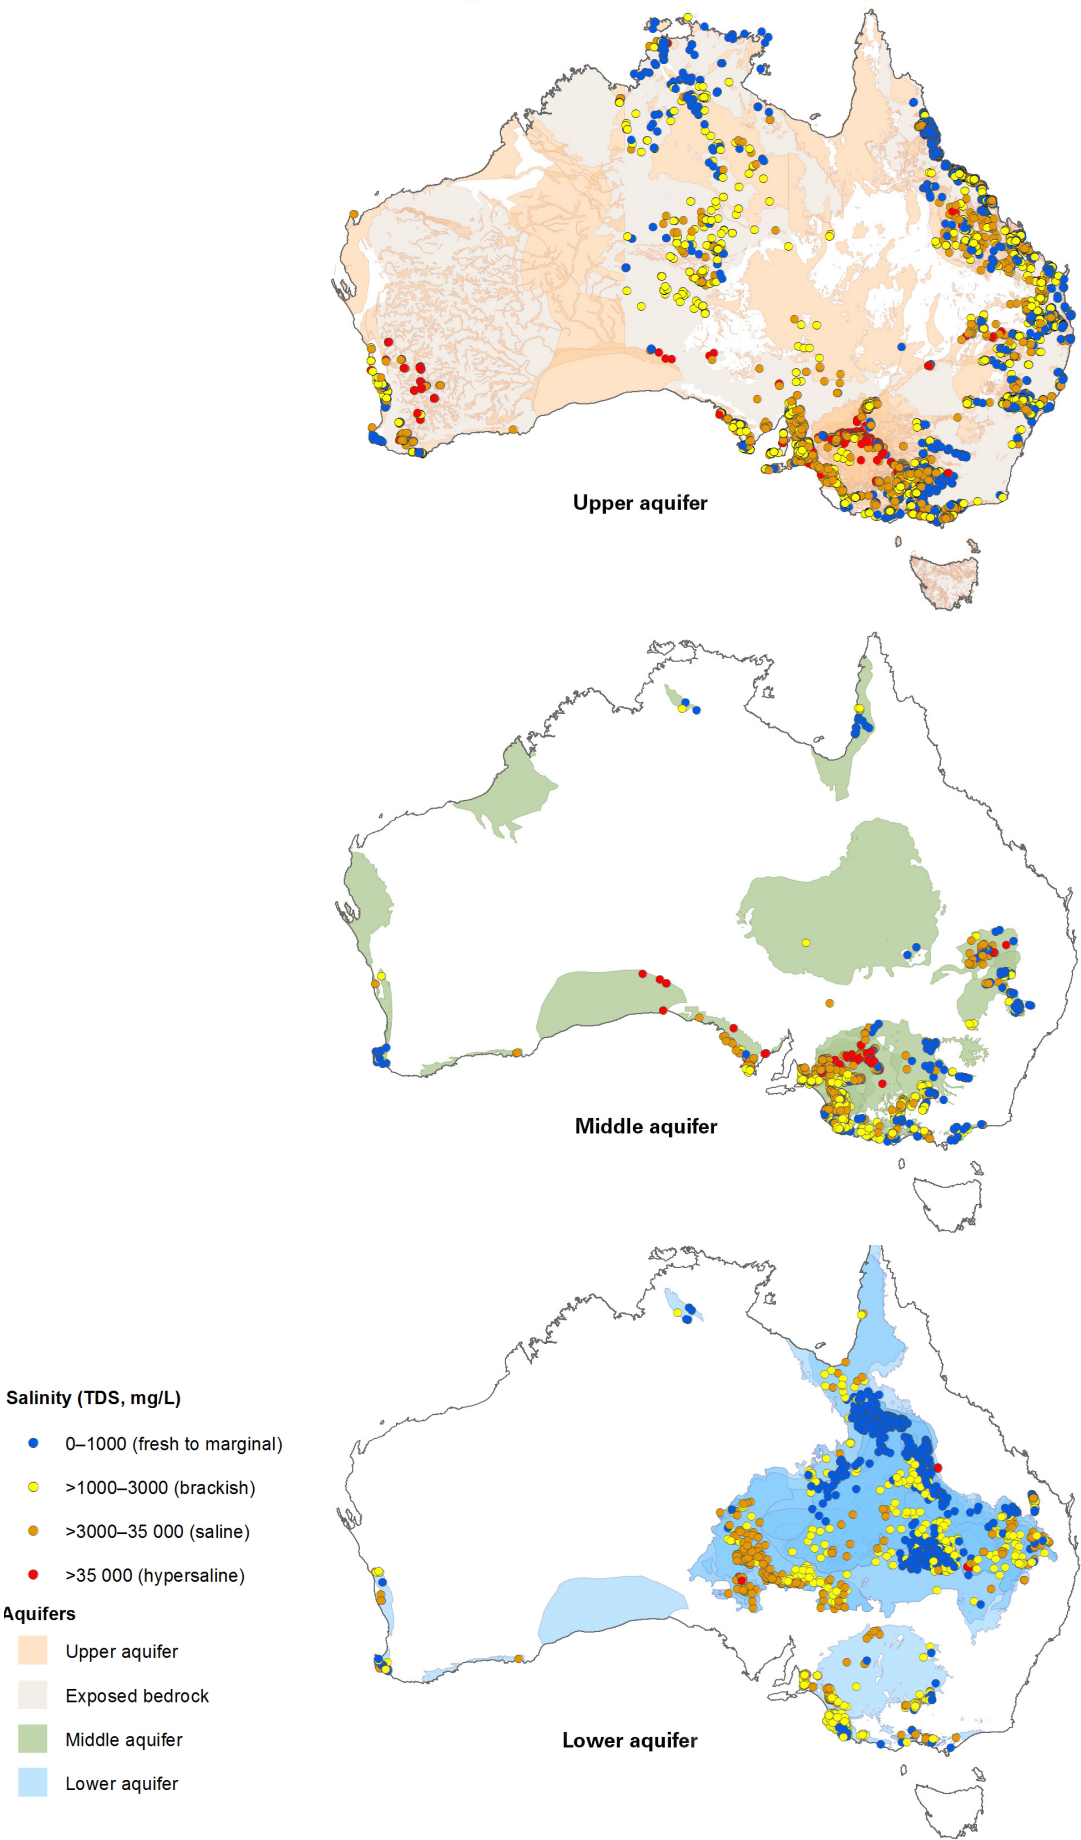 Upper aquifer
Middle aquifer
Salinity (TDS, mg/L)
0–1000 (fresh to marginal)
>1000–3000 (brackish)
>3000–35 000 (saline)
>35 000 (hypersaline)
Aquifers
Upper aquifer
Exposed bedrock
Middle aquifer
Lower aquifer
Lower aquifer